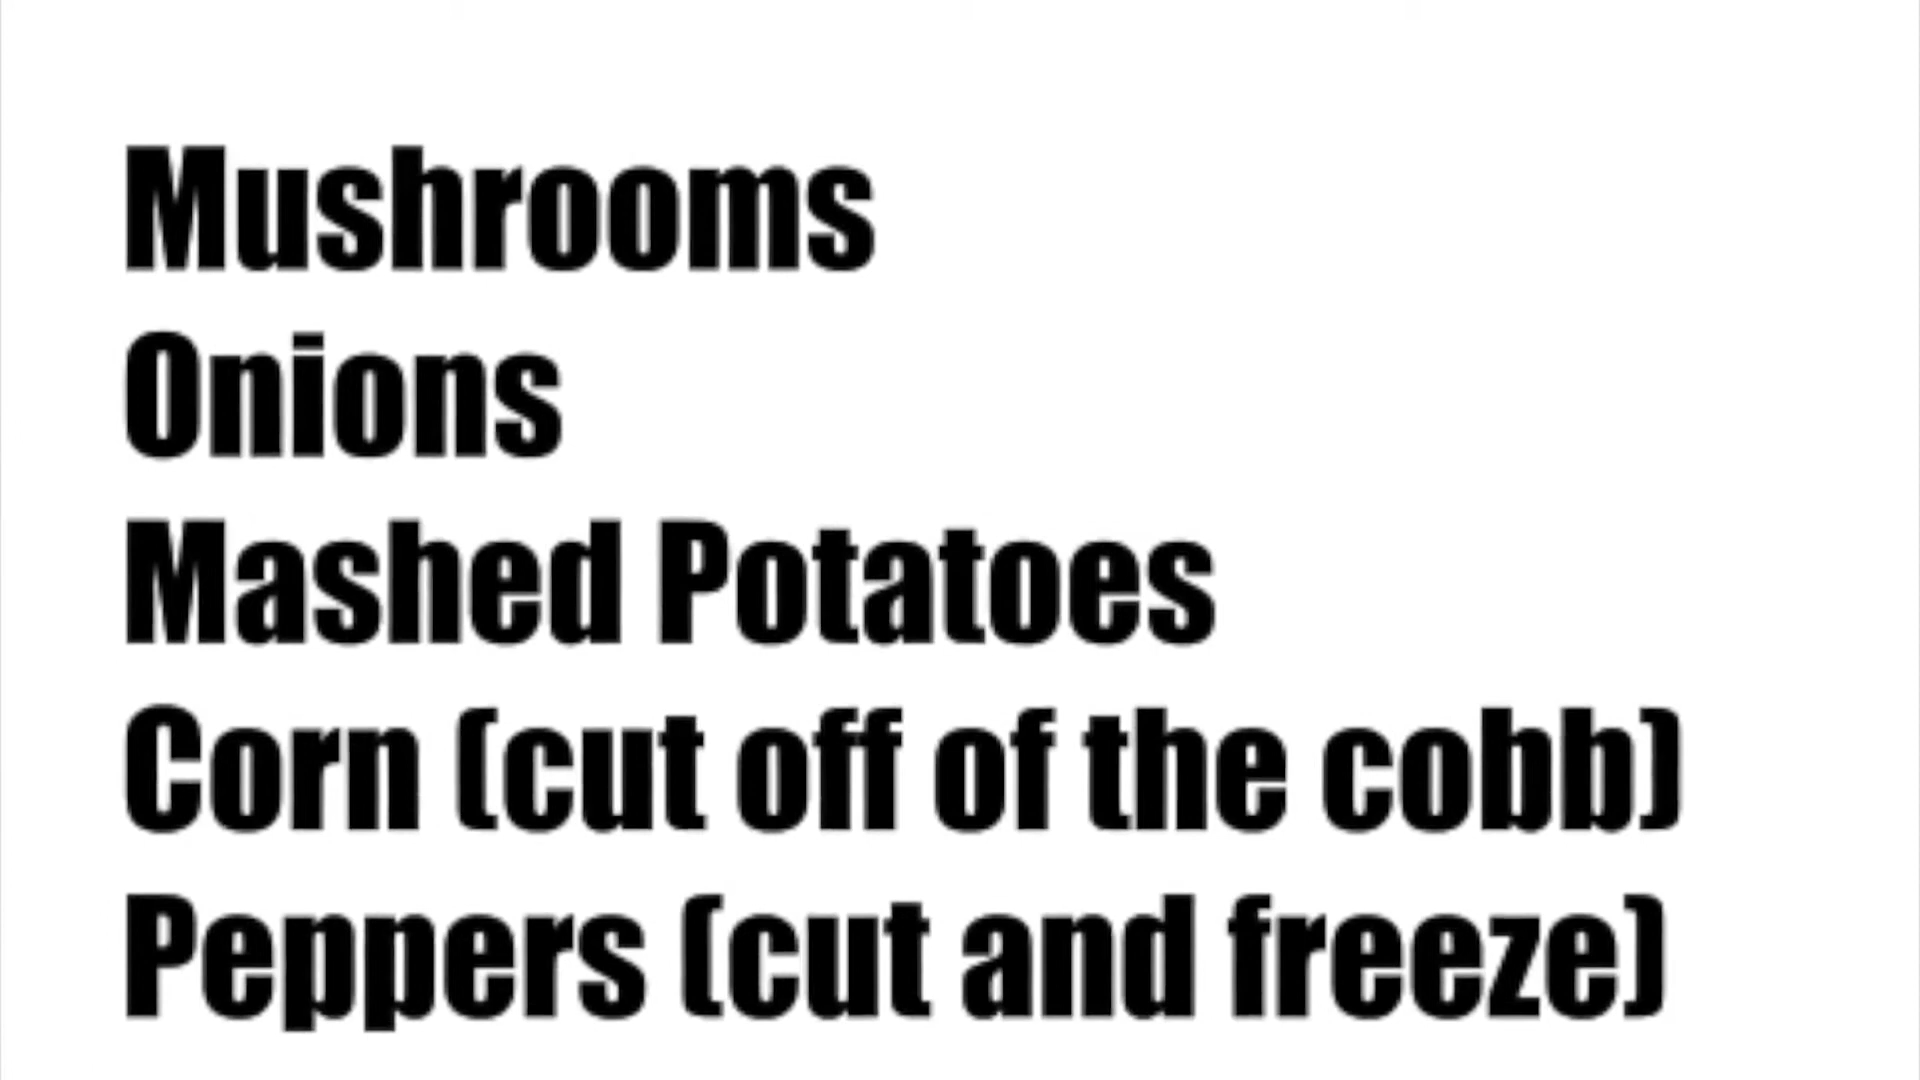 Mushrooms
Onions
Mashed Potatoes
Corn (cut off of the cobb)
Peppers (cut and freeze)